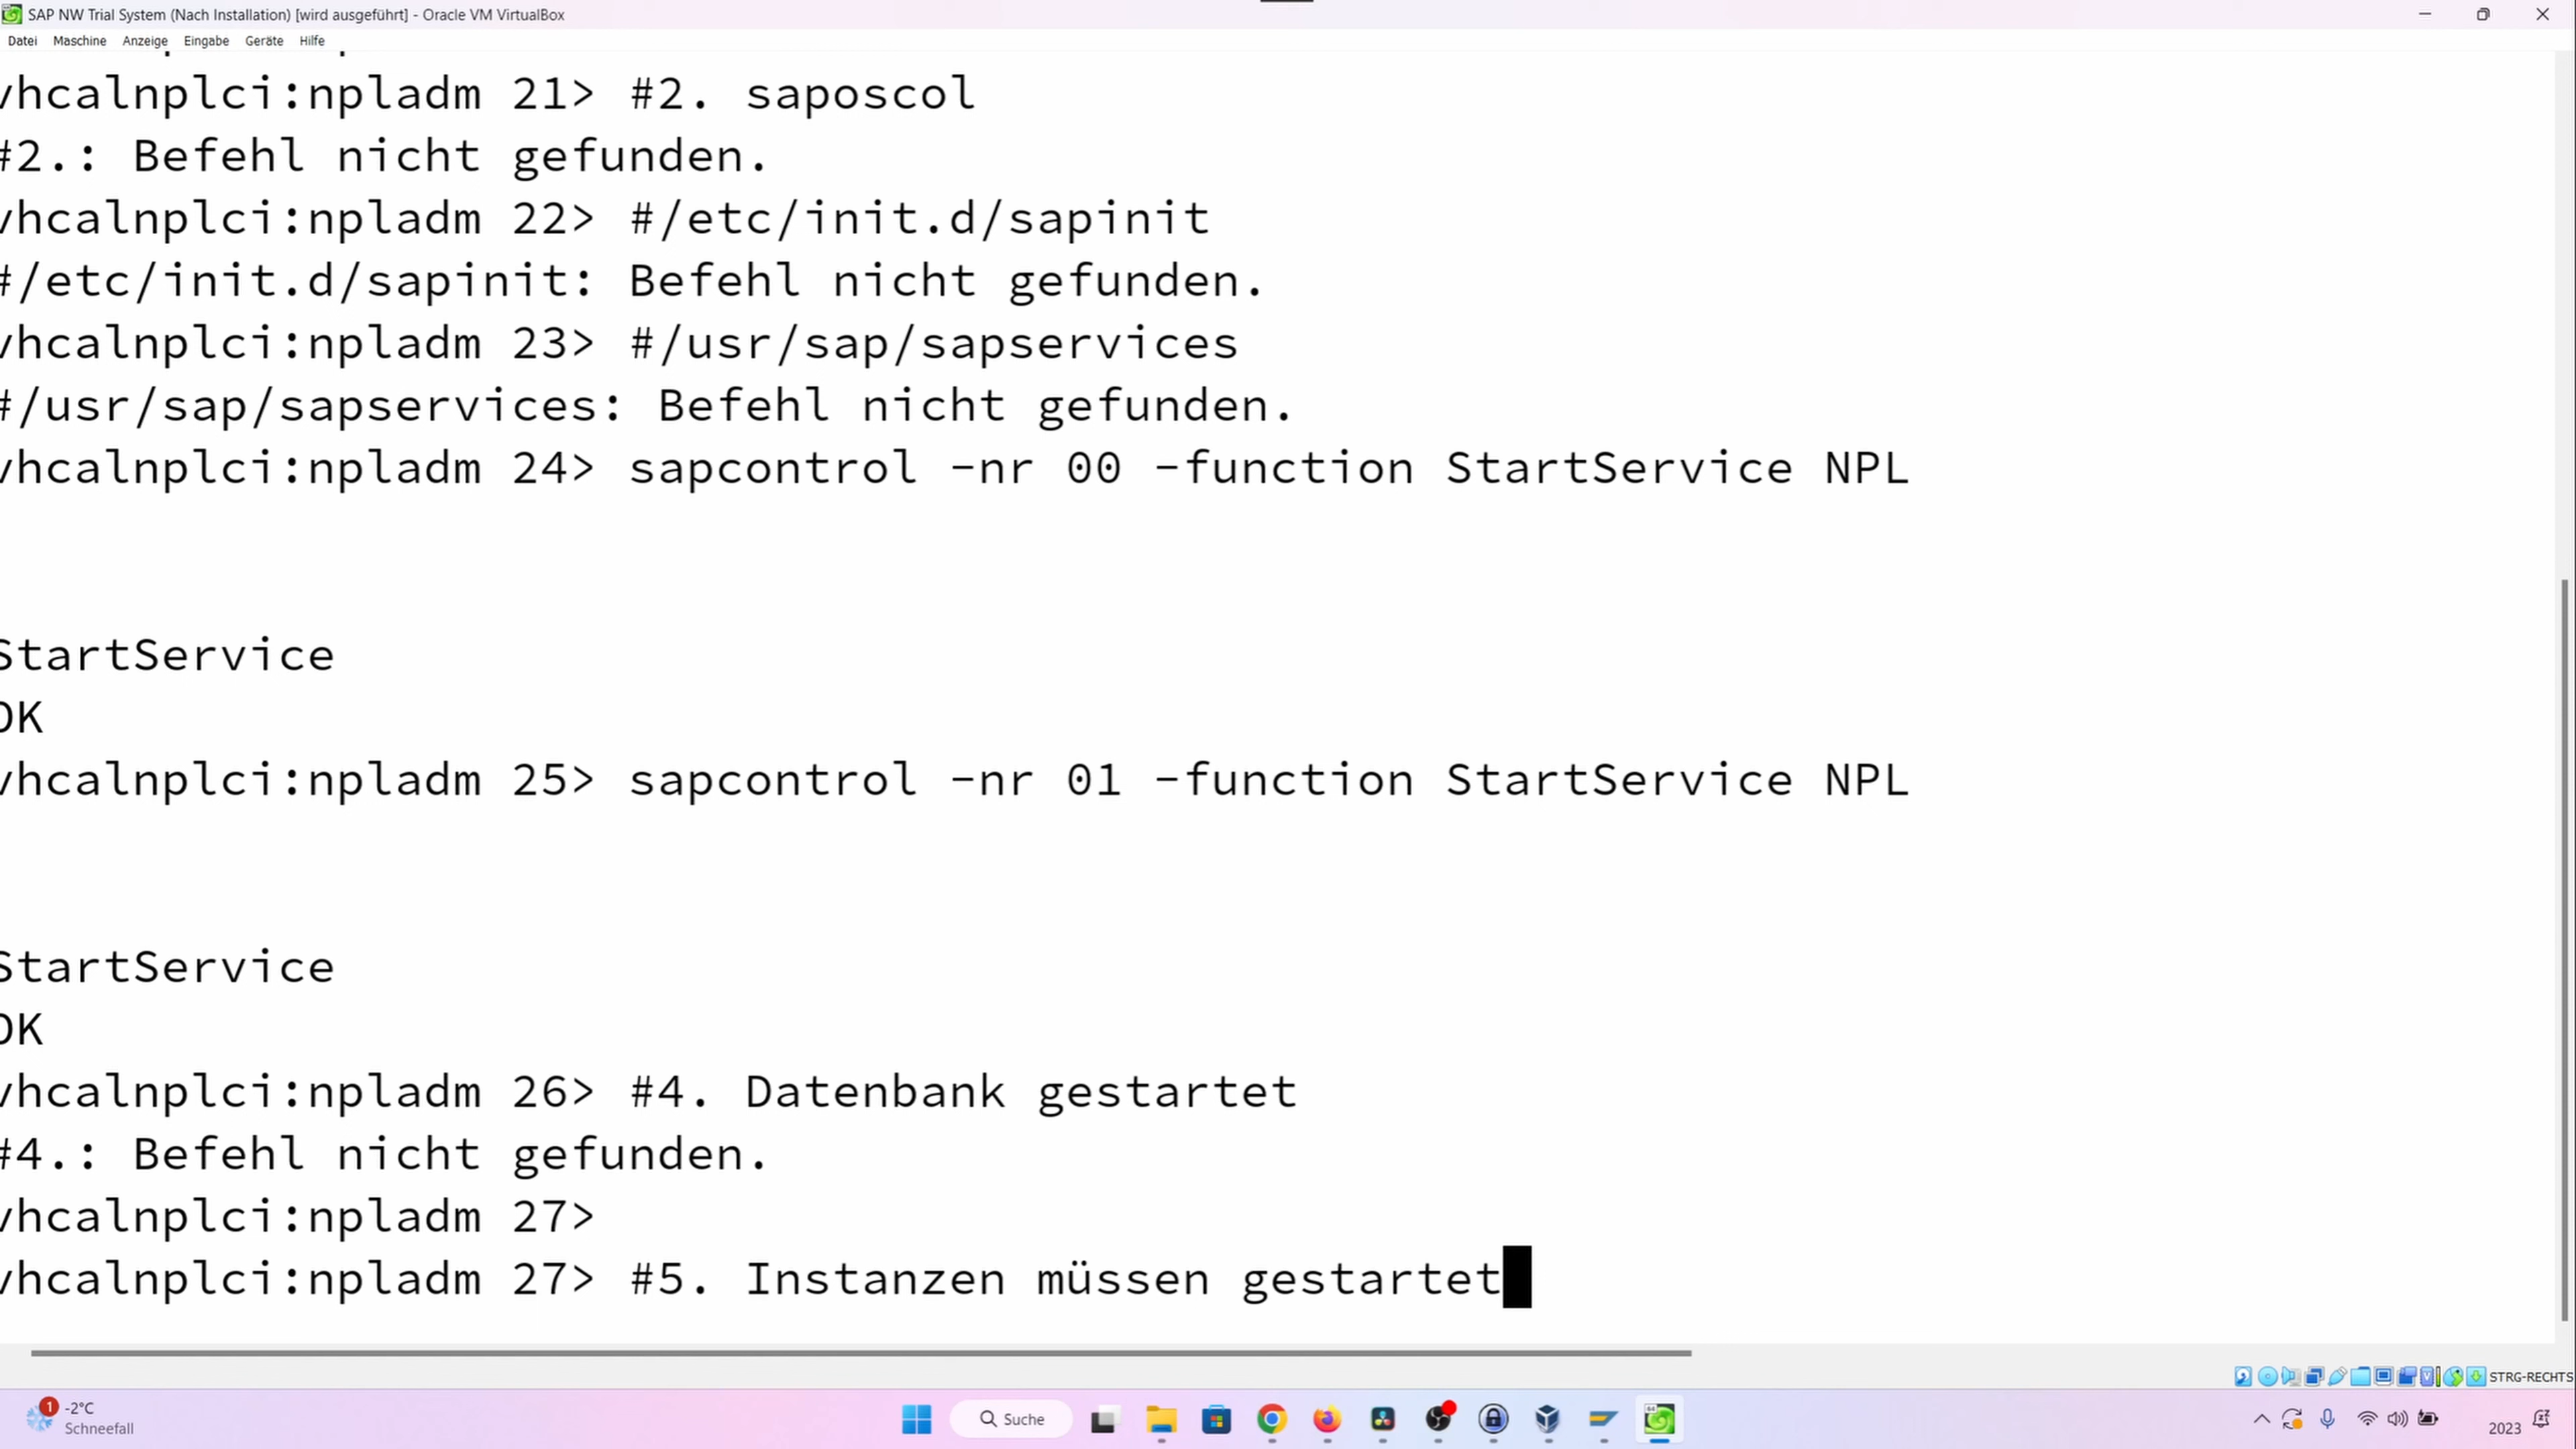 SAP NW Trial System (Nach Installation) [wird ausgeführt] - Oracle VM VirtualBox
Datei Maschine Anzeige Eingabe Geräte Hilfe
vhcalnplci:npladm 21> #2. saposcol
#2.: Befehl nicht gefunden.
vhcalnplci:npladm 22> #/etc/init.d/sapinit
#/etc/init.d/sapinit: Befehl nicht gefunden.
vhcalnplci:npladm 23> #/usr/sap/sapservices
#/usr/sap/sapservices: Befehl nicht gefunden.
vhcalnplci:npladm 24> sapcontrol -nr 00 -function StartService NPL
StartService
OK
vhcalnplci:npladm 25> sapcontrol -nr 01 -function StartService NPL
StartService
OK
vhcalnplci:npladm 26> #4. Datenbank gestartet
#4.: Befehl nicht gefunden.
vhcalnplci:npladm 27>
vhcalnplci:npladm 27> #5. Instanzen müssen gestartet
STRG-RECHTS
1
-2°C
Schneefall
Suche
2023